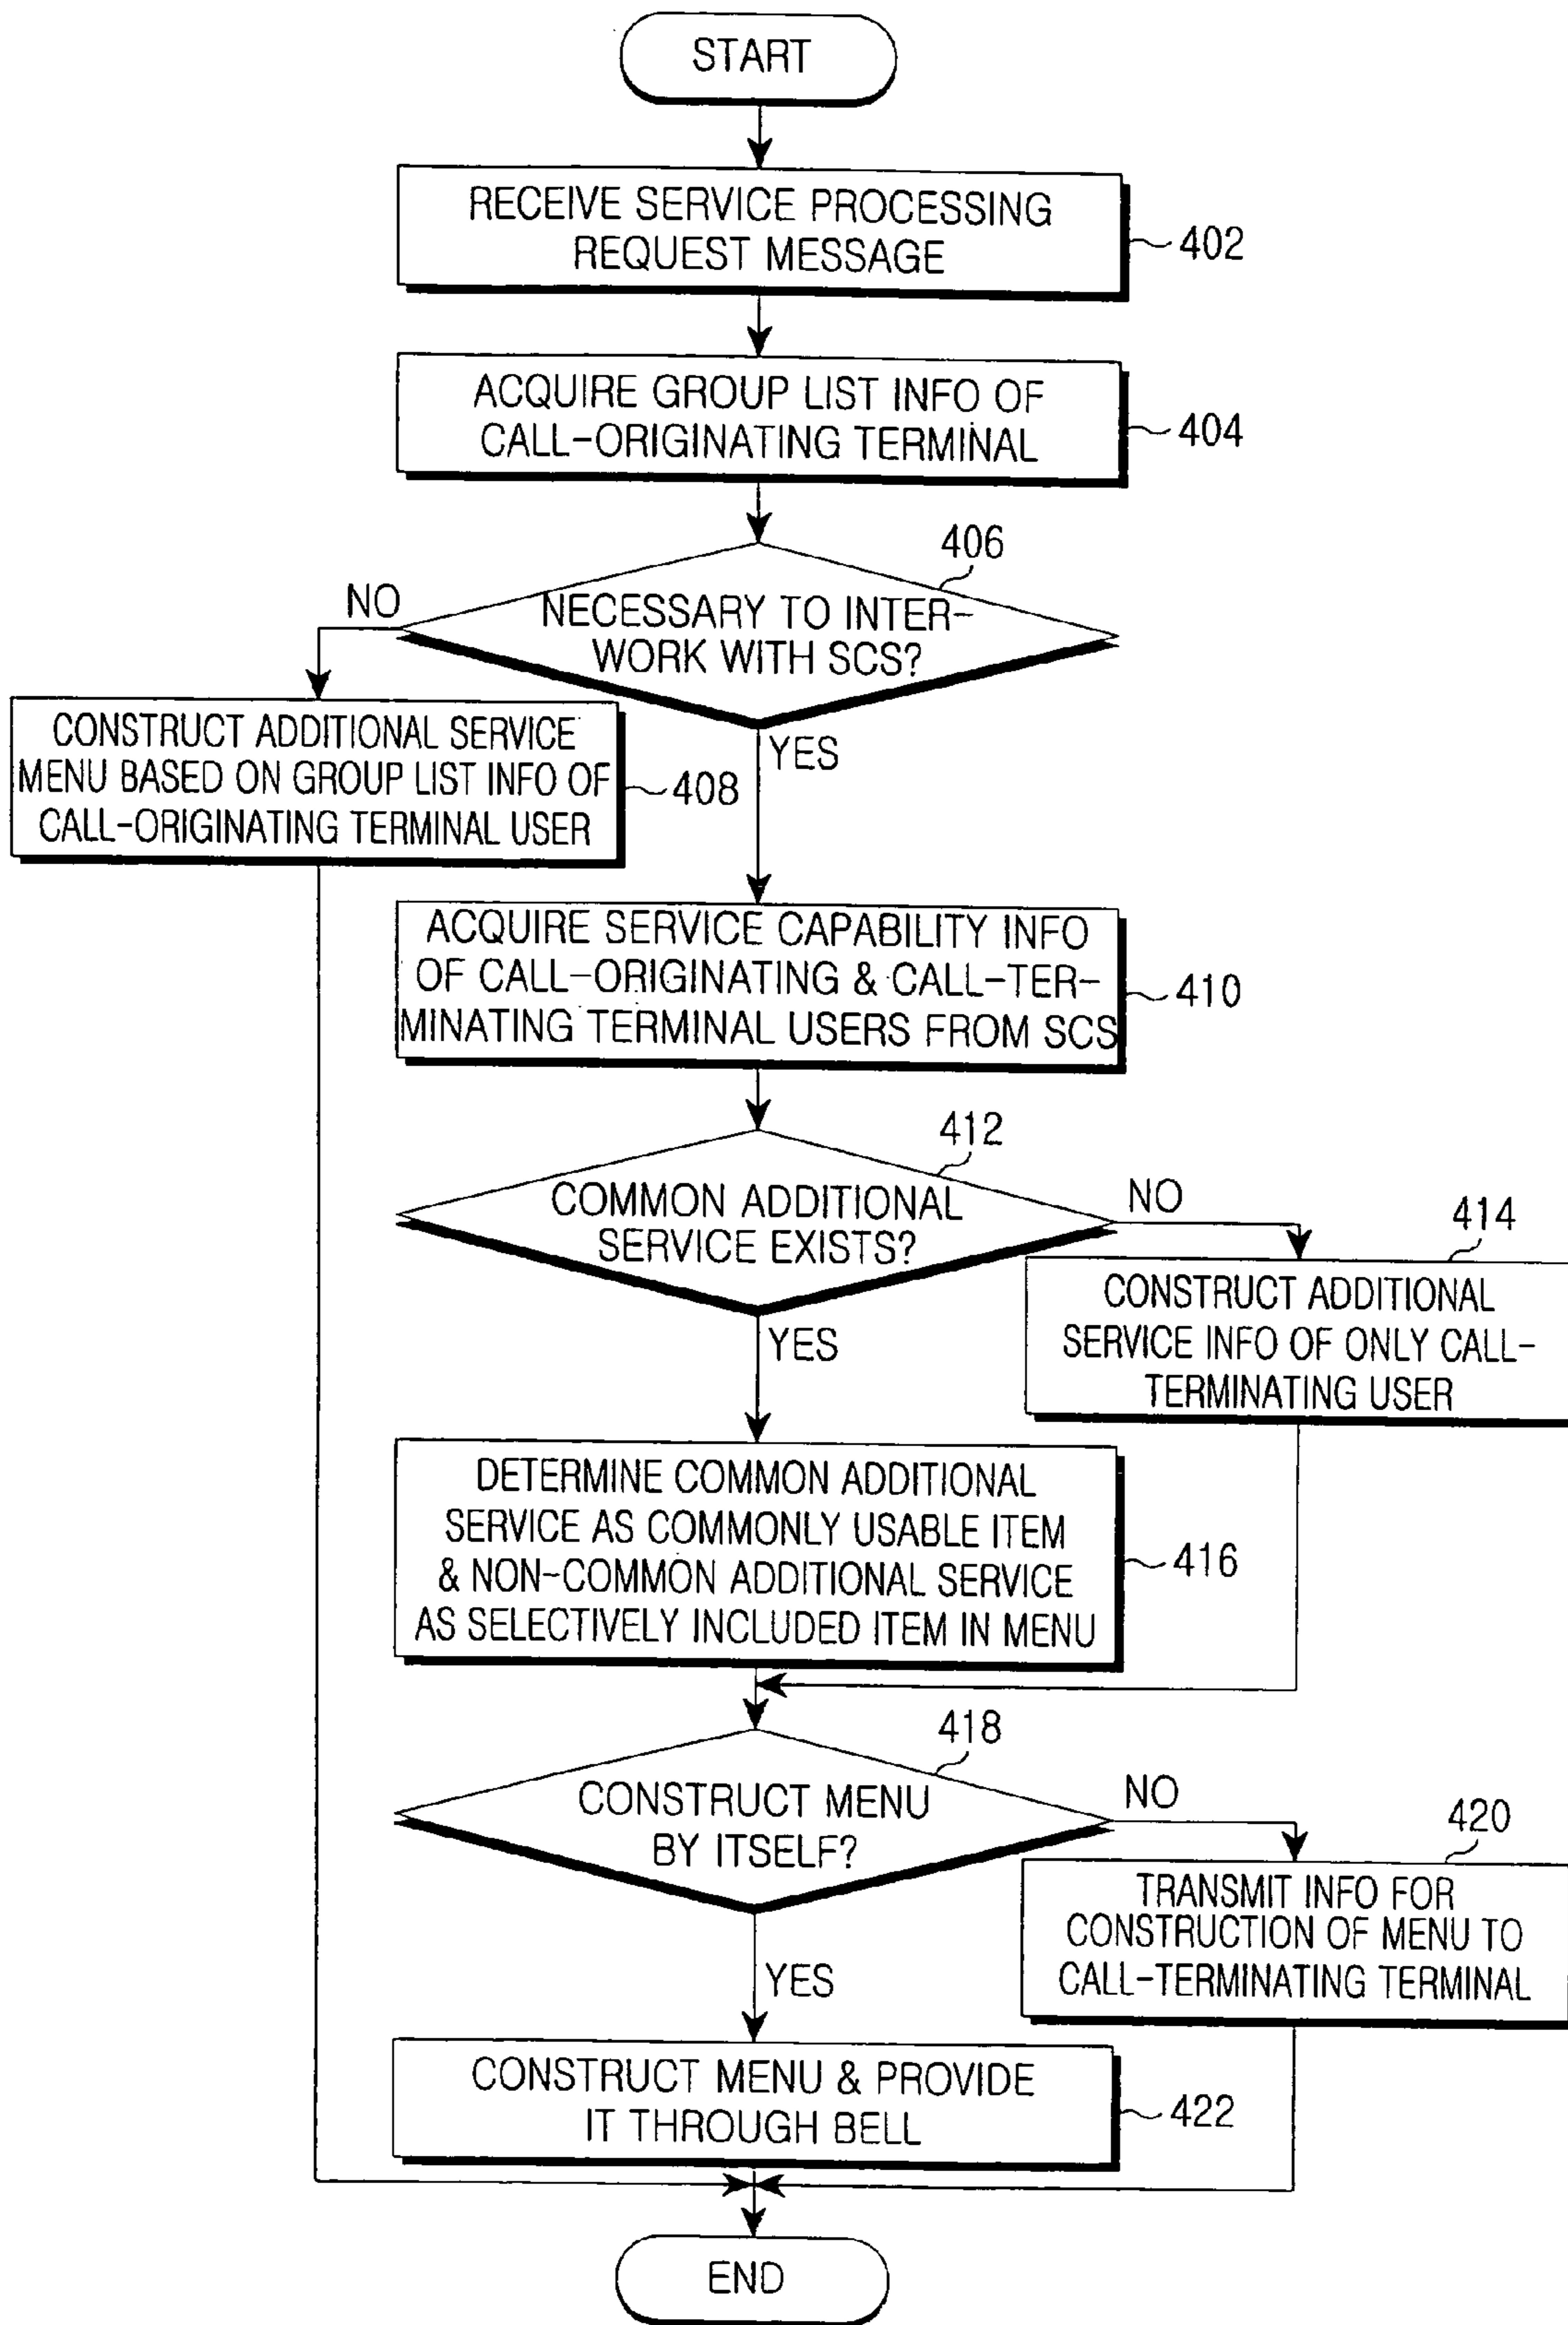 START
RECEIVE SERVICE PROCESSING
REQUEST MESSAGE
402
ACQUIRE GROUP LIST INFO OF
CALL-ORIGINATING TERMINAL
404
406
NO
NECESSARY TO INTER-
WORK WITH SCS?
YES
CONSTRUCT ADDITIONAL SERVICE
MENU BASED ON GROUP LIST INFO OF
CALL-ORIGINATING TERMINAL USER
408
ACQUIRE SERVICE CAPABILITY INFO
OF CALL-ORIGINATING & CALL-TER-
MINATING TERMINAL USERS FROM SCS
410
412
COMMON ADDITIONAL
SERVICE EXISTS?
NO
YES
414
CONSTRUCT ADDITIONAL
SERVICE INFO OF ONLY CALL-
TERMINATING USER
DETERMINE COMMON ADDITIONAL
SERVICE AS COMMONLY USABLE ITEM
& NON-COMMON ADDITIONAL SERVICE
AS SELECTIVELY INCLUDED ITEM IN MENU
416
418
CONSTRUCT MENU
BY ITSELF?
NO
YES
420
TRANSMIT INFO FOR
CONSTRUCTION OF MENU TO
CALL-TERMINATING TERMINAL
CONSTRUCT MENU & PROVIDE
IT THROUGH BELL
422
END